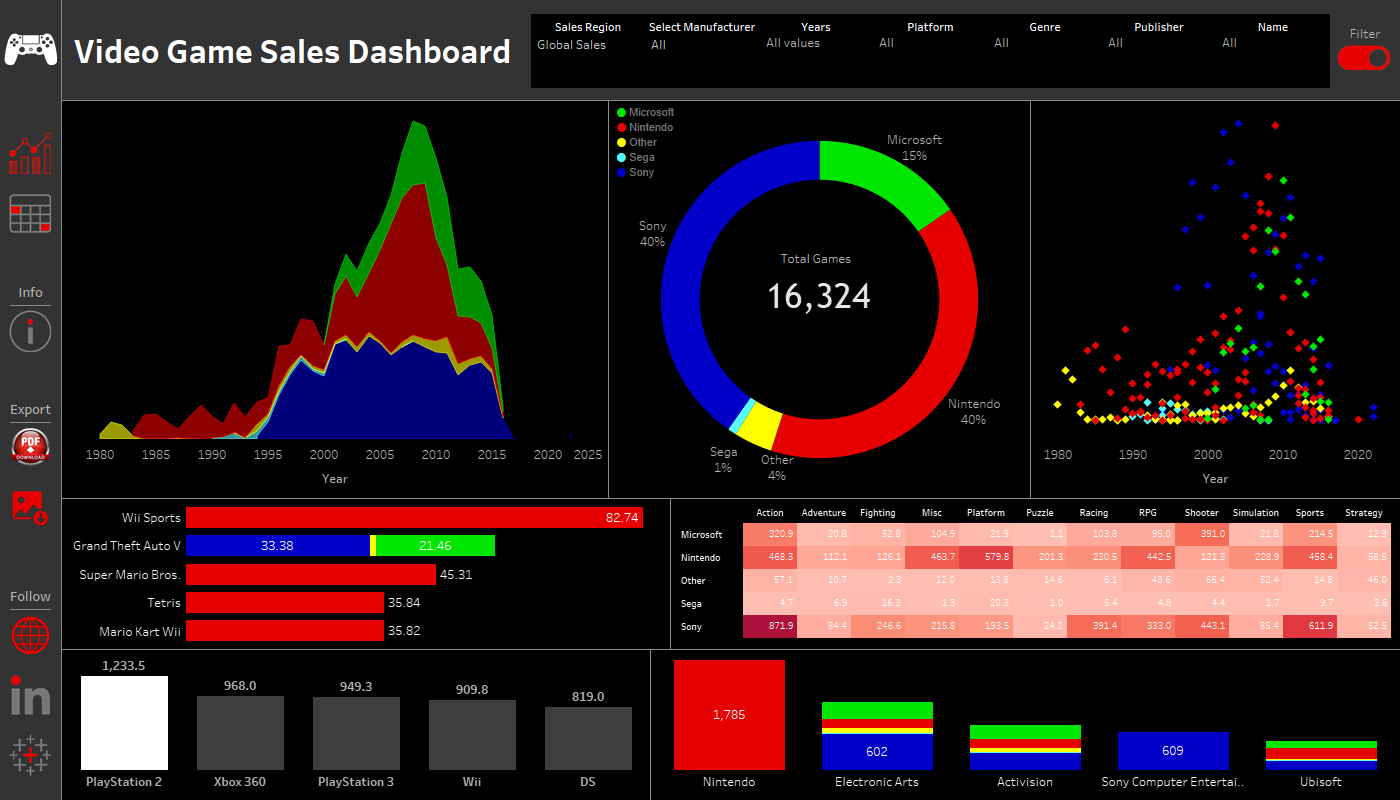 Video Game Sales Dashboard
Sales Region
Select Manufacturer
Years
Platform
Genre
Publisher
Name
Global Sales
All
All values
All
All
All
All
Filter
Info
Export
PDF
DOWNLOAD
Follow
in
1980 1985 1990 1995 2000 2005 2010 2015 2020 2025
Year
Microsoft
Nintendo
Other
Sega
Sony
Microsoft
15%
Sony
40%
Total Games
16,324
Nintendo
40%
Sega
1%
Other
4%
1980 1990 2000 2010 2020
Year
Wii Sports 82.74
Grand Theft Auto V 33.38 21.46
Super Mario Bros. 45.31
Tetris 35.84
Mario Kart Wii 35.82
Action Adventure Fighting Misc Platform Puzzle Racing RPG Shooter Simulation Sports Strategy
Microsoft 320.9 20.8 52.8 104.9 21.9 1.1 103.8 95.0 391.0 21.8 214.5 12.9
Nintendo 468.3 112.1 126.1 463.7 579.8 201.3 230.5 442.5 121.3 228.9 458.4 58.5
Other 57.1 10.7 2.3 12.0 13.8 14.6 6.1 48.6 66.4 52.4 14.8 46.0
Sega 4.7 6.9 16.3 1.3 20.3 1.0 5.4 4.8 4.4 1.7 9.7 3.6
Sony 871.9 84.4 246.6 215.8 193.5 24.2 391.4 333.0 443.1 85.4 611.9 52.5
1,233.5 968.0 949.3 909.8 819.0
PlayStation 2 Xbox 360 PlayStation 3 Wii DS
1,785 602 609
Nintendo Electronic Arts Activision Sony Computer Entertai.. Ubisoft